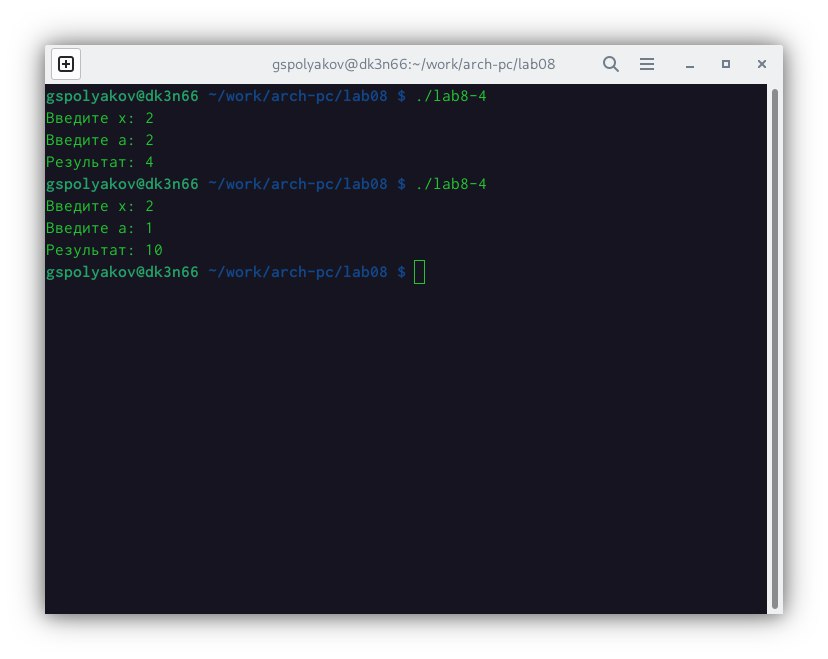 gspolyakov@dk3n66:~/work/arch-pc/lab08
gspolyakov@dk3n66 ~/work/arch-pc/lab08 $ ./lab8-4
Введите x: 2
Введите а: 2
Результат: 4
gspolyakov@dk3n66 ~/work/arch-pc/lab08 $ ./lab8-4
Введите x: 2
Введите а: 1
Результат: 10
gspolyakov@dk3n66 ~/work/arch-pc/lab08 $